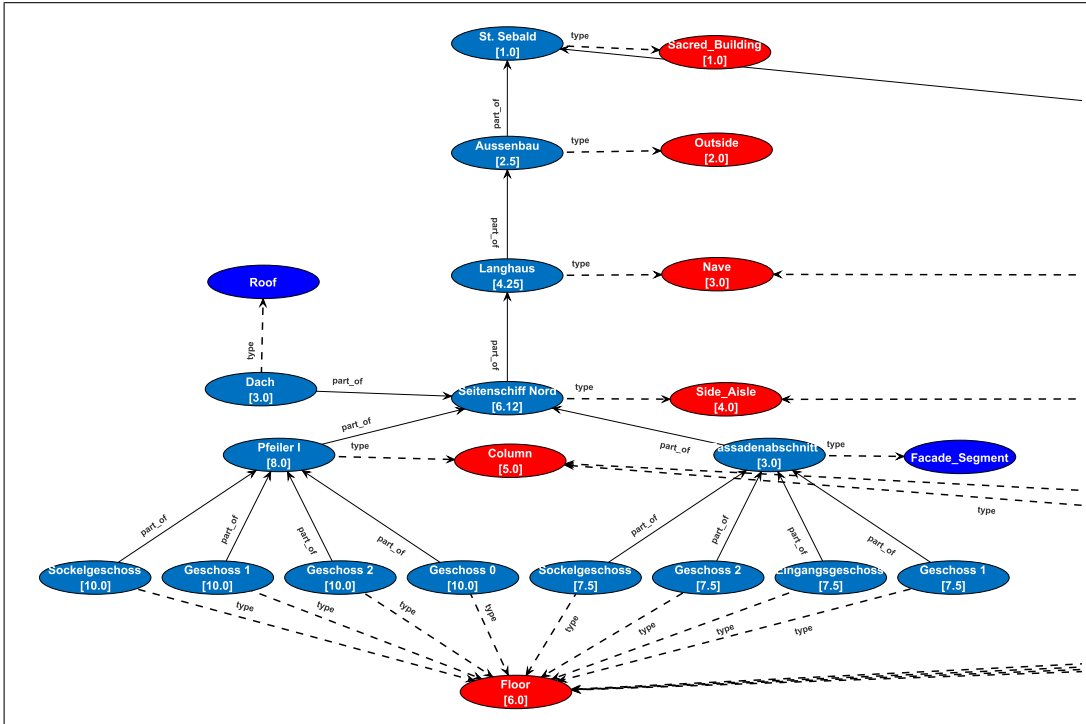 St. Sebald
[1.0]
type
Sacred_Building
[1.0]
part_of
Aussenbau
[2.5]
type
Outside
[2.0]
part_of
Langhaus
[4.25]
type
Nave
[3.0]
Roof
type
part_of
Dach
[3.0]
part_of
Seitenschiff Nord
[6.12]
type
Side_Aisle
[4.0]
part_of
Pfeiler I
[8.0]
type
Column
[5.0]
part_of
assadenabschnitt
[3.0]
type
Facade_Segment
type
part_of
part_of
part_of
part_of
part_of
part_of
part_of
part_of
Sockelgeschoss
[10.0]
Geschoss 1
[10.0]
Geschoss 2
[10.0]
Geschoss 0
[10.0]
Sockelgeschoss
[7.5]
Geschoss 2
[7.5]
Eingangsgeschoss
[7.5]
Geschoss 1
[7.5]
type
type
type
type
type
type
type
type
Floor
[6.0]